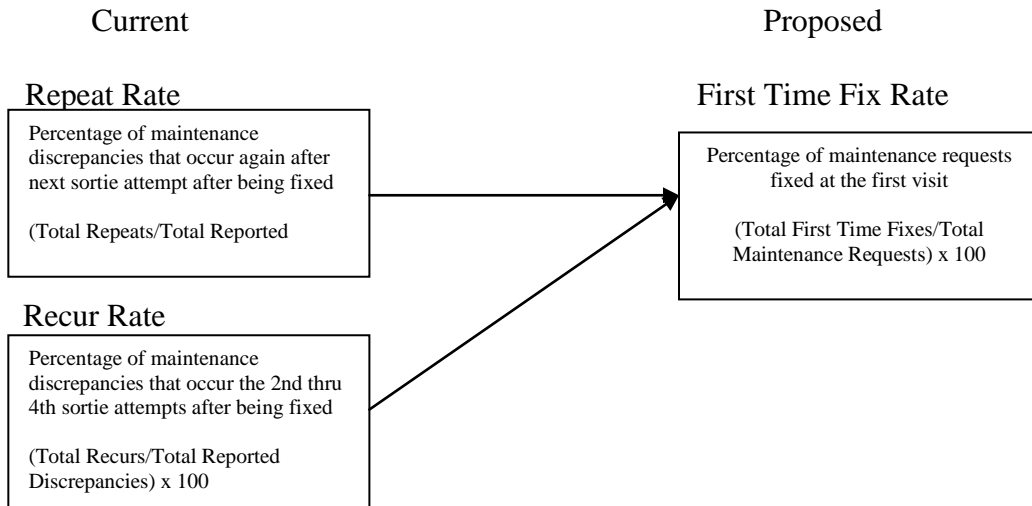 Current
Proposed
Repeat Rate
Percentage of maintenance
discrepancies that occur again after
next sortie attempt after being fixed
(Total Repeats/Total Reported
Recur Rate
Percentage of maintenance
discrepancies that occur the 2nd thru
4th sortie attempts after being fixed
(Total Recurs/Total Reported
Discrepancies) x 100
First Time Fix Rate
Percentage of maintenance requests
fixed at the first visit
(Total First Time Fixes/Total
Maintenance Requests) x 100